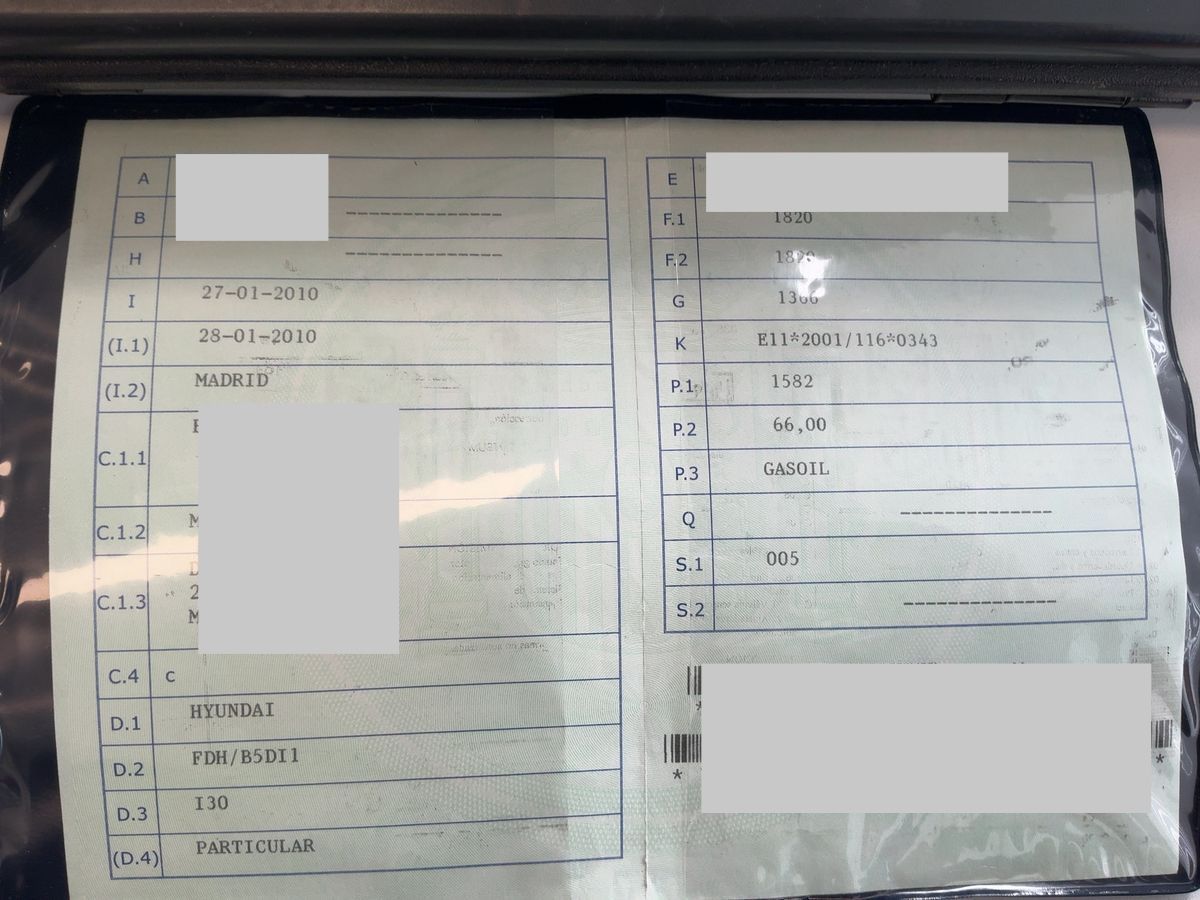 A
B -------------
H -------------
I 27-01-2010
(I.1) 28-01-2010
(I.2) MADRID
C.1.1
C.1.2 M
C.1.3 D
2
M
C.4 c
D.1 HYUNDAI
D.2 FDH/B5DI1
D.3 I30
(D.4) PARTICULAR
E
F.1 1820
F.2
G 1366
K E11*2001/116*0343
P.1 1582
P.2 66,00
P.3 GASOIL
Q -------------
S.1 005
S.2 -------------
* *